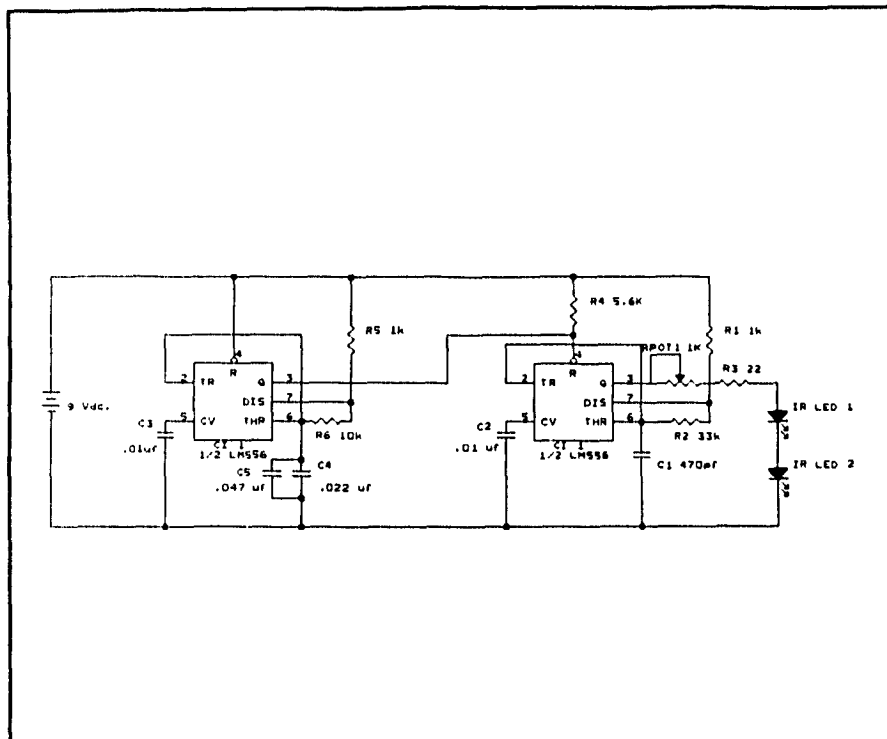 R4 5.6K
R5 1k
R1 1k
RPOT1 1K
R3 22
4
R
2
TR
Q
3
DIS
7
5
CV
THR
6
C3
.01uf
R6 10k
CI 1
1/2 LM556
C5
.047 uf
C4
.022 uf
9 Vdc.
4
R
2
TR
Q
3
DIS
7
5
CV
THR
6
C2
.01 uf
R2 33k
CI 1
1/2 LM556
C1 470pf
IR LED 1
IR LED 2